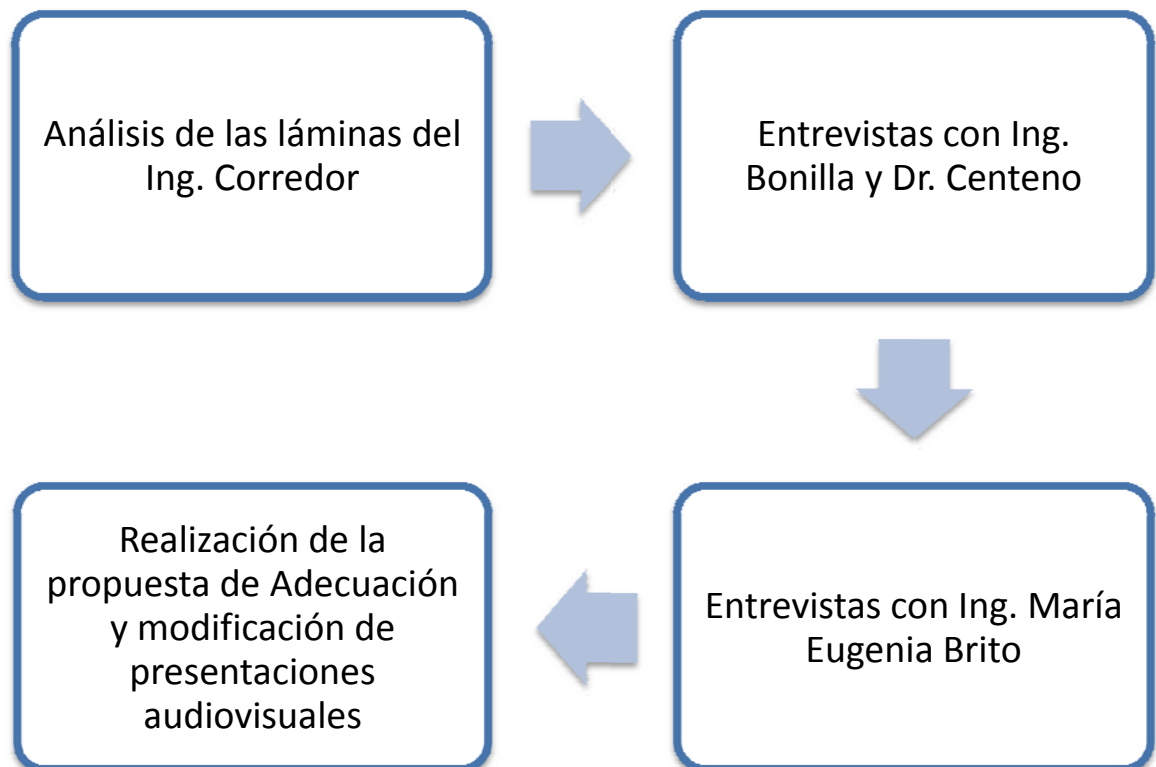 Análisis de las láminas del
Ing. Corredor
Entrevistas con Ing.
Bonilla y Dr. Centeno
Entrevistas con Ing. María
Eugenia Brito
Realización de la
propuesta de Adecuación
y modificación de
presentaciones
audiovisuales